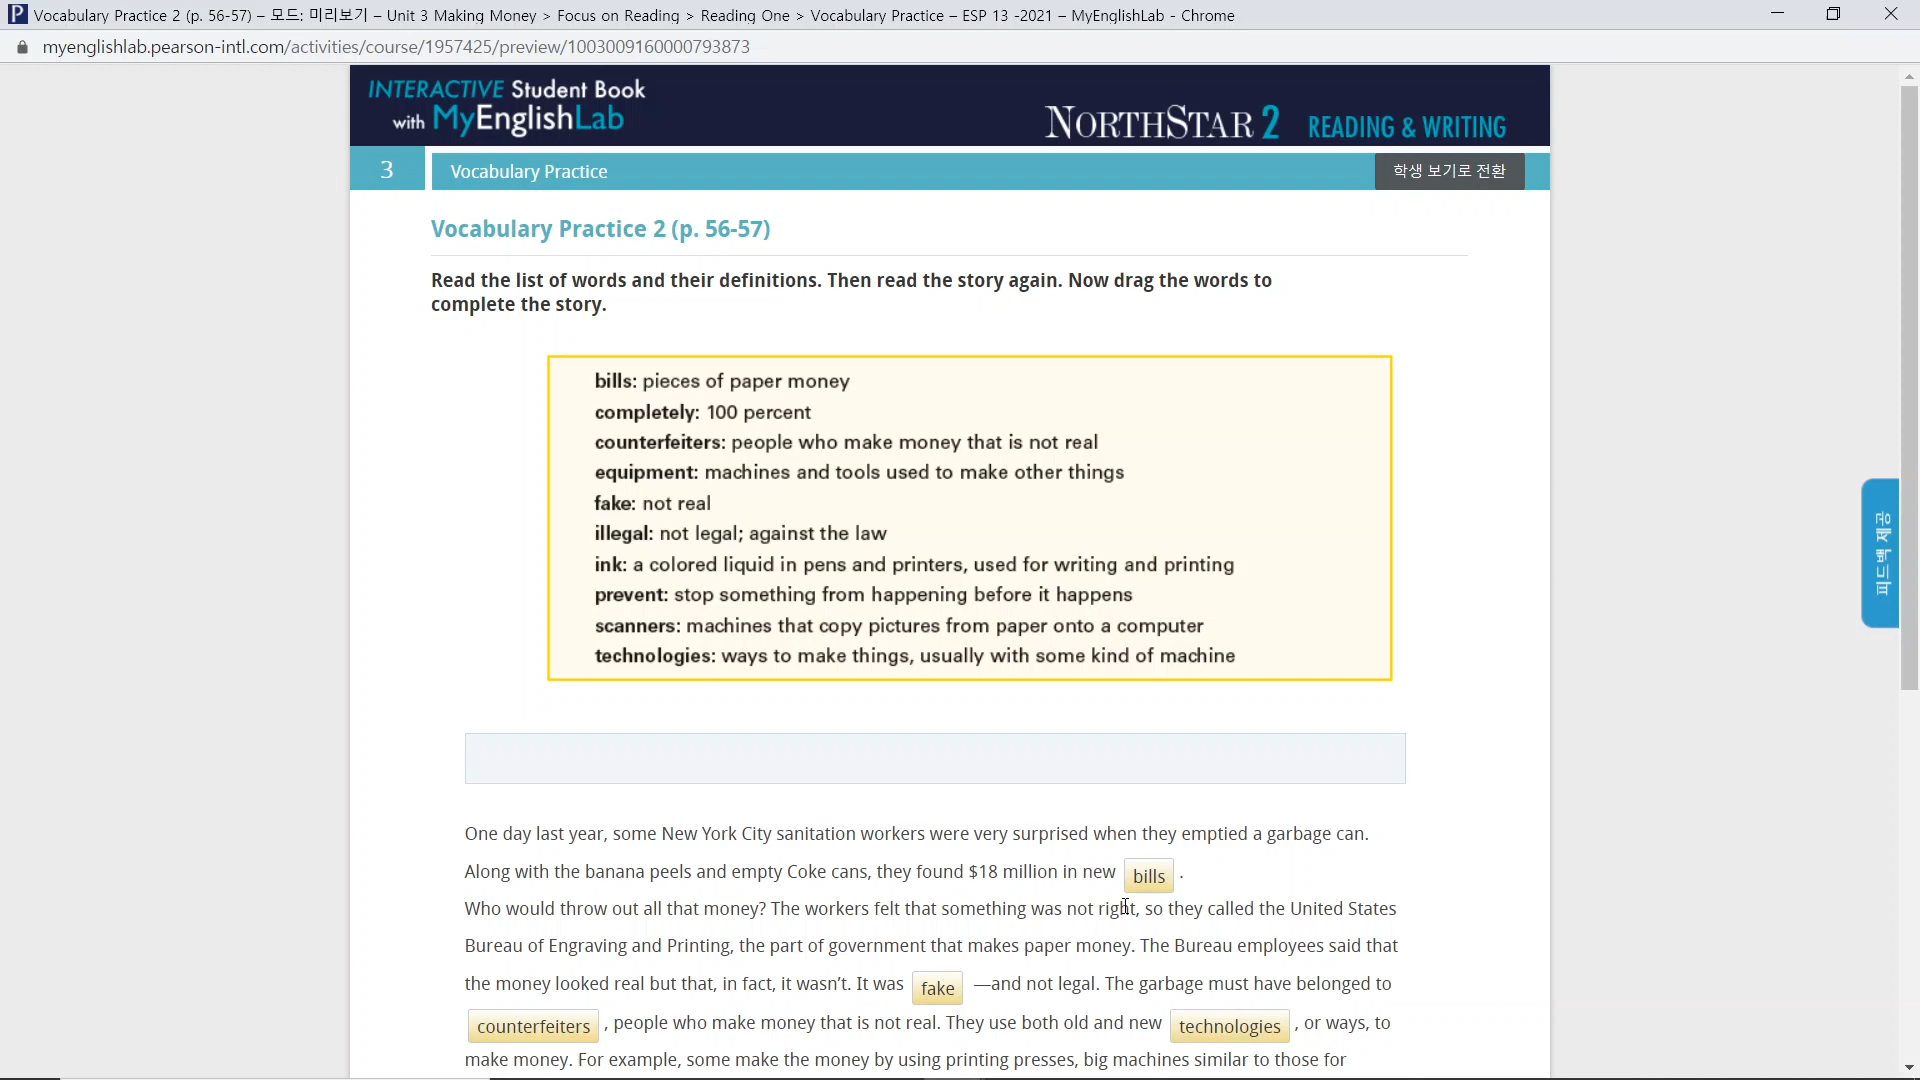 Vocabulary Practice 2 (p. 56-57) – 모드: 미리보기 – Unit 3 Making Money > Focus on Reading > Reading One > Vocabulary Practice – ESP 13 -2021 – MyEnglishLab - Chrome
myenglishlab.pearson-intl.com/activities/course/1957425/preview/1003009160000793873
INTERACTIVE Student Book
with MyEnglishLab
NORTHSTAR 2 READING & WRITING
3 Vocabulary Practice 학생 보기로 전환
Vocabulary Practice 2 (p. 56-57)
Read the list of words and their definitions. Then read the story again. Now drag the words to
complete the story.
bills: pieces of paper money
completely: 100 percent
counterfeiters: people who make money that is not real
equipment: machines and tools used to make other things
fake: not real
illegal: not legal; against the law
ink: a colored liquid in pens and printers, used for writing and printing
prevent: stop something from happening before it happens
scanners: machines that copy pictures from paper onto a computer
technologies: ways to make things, usually with some kind of machine
피드백 제공
One day last year, some New York City sanitation workers were very surprised when they emptied a garbage can.
Along with the banana peels and empty Coke cans, they found $18 million in new bills .
Who would throw out all that money? The workers felt that something was not right, so they called the United States
Bureau of Engraving and Printing, the part of government that makes paper money. The Bureau employees said that
the money looked real but that, in fact, it wasn't. It was fake —and not legal. The garbage must have belonged to
counterfeiters , people who make money that is not real. They use both old and new technologies , or ways, to
make money. For example, some make the money by using printing presses, big machines similar to those for